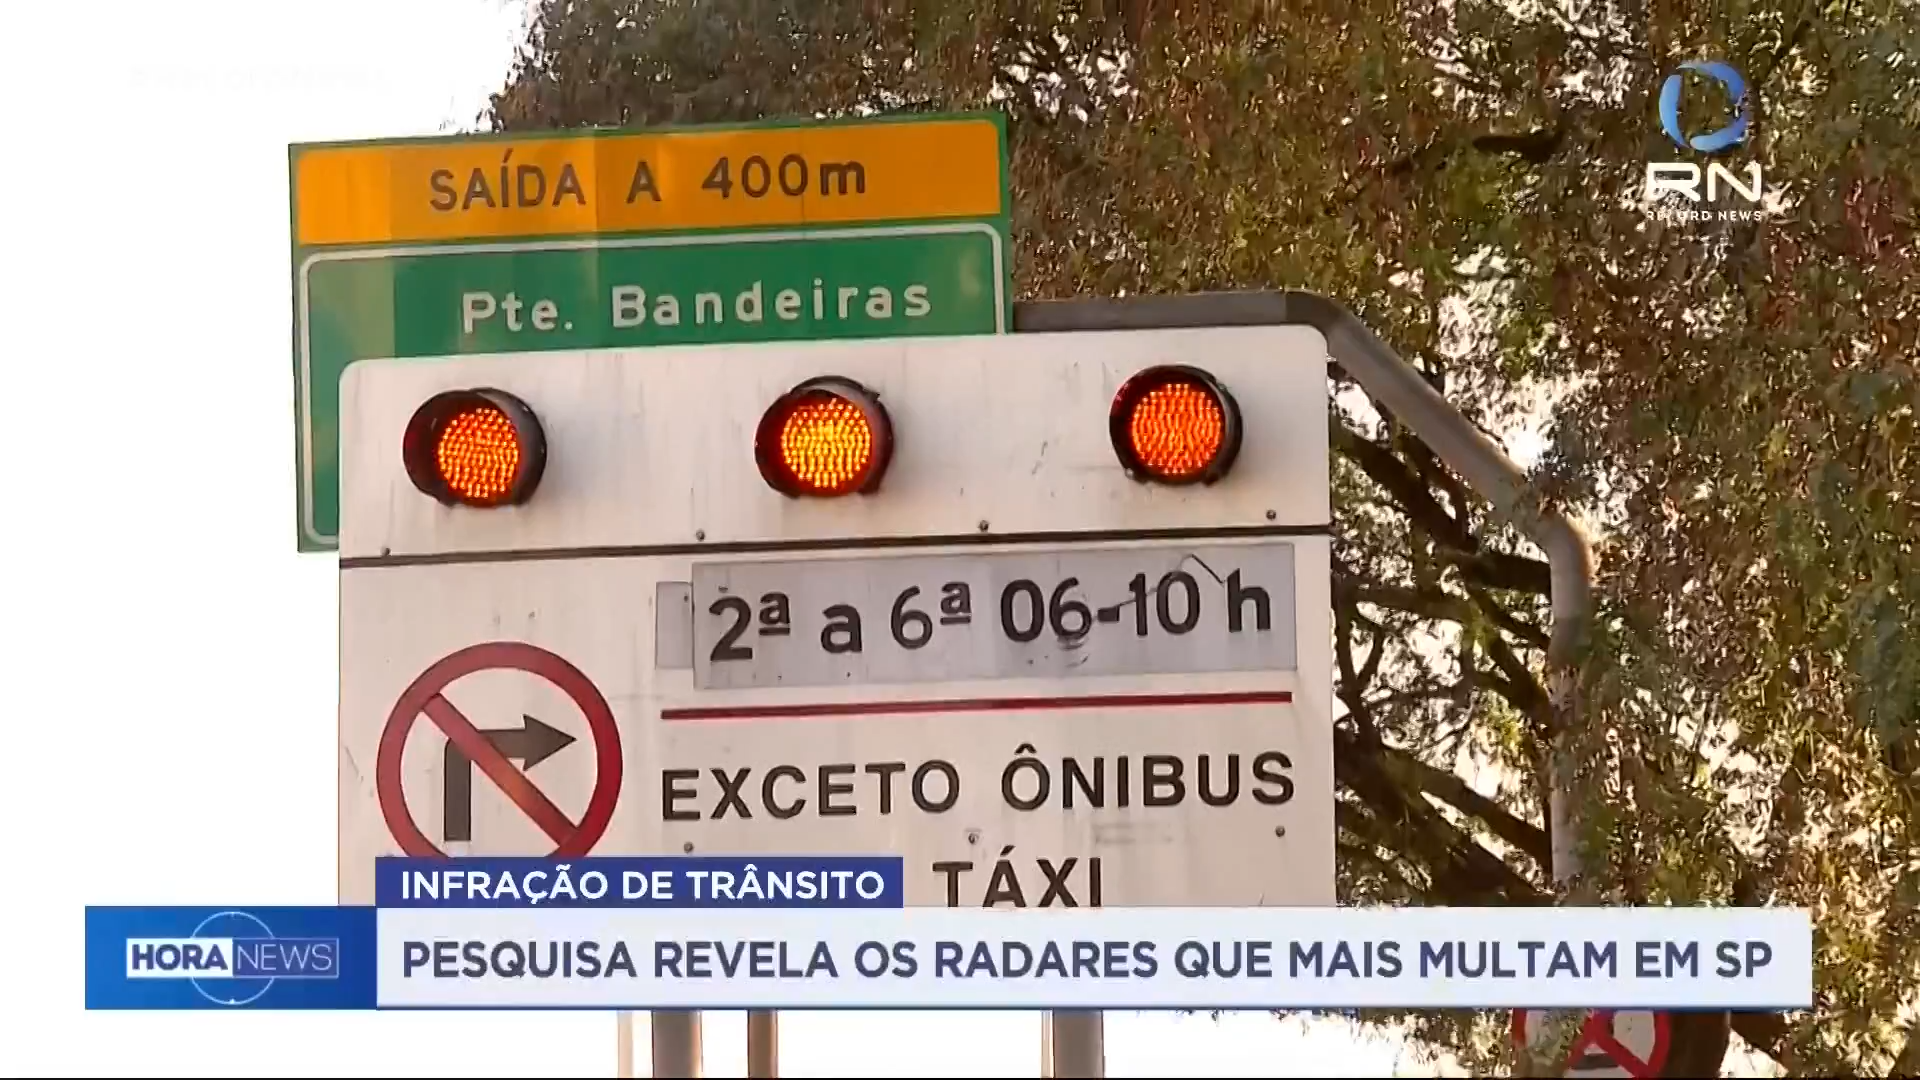 SAÍDA A 400m
Pte. Bandeiras
2ª a 6ª 06-10 h
EXCETO ÔNIBUS
TÁXI
RN
RECORD NEWS
INFRAÇÃO DE TRÂNSITO
HORA NEWS
PESQUISA REVELA OS RADARES QUE MAIS MULTAM EM SP